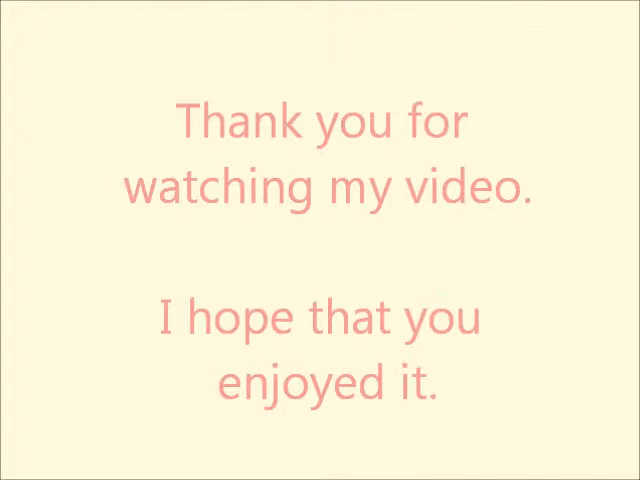 Thank you for
watching my video.
I hope that you
enjoyed it.